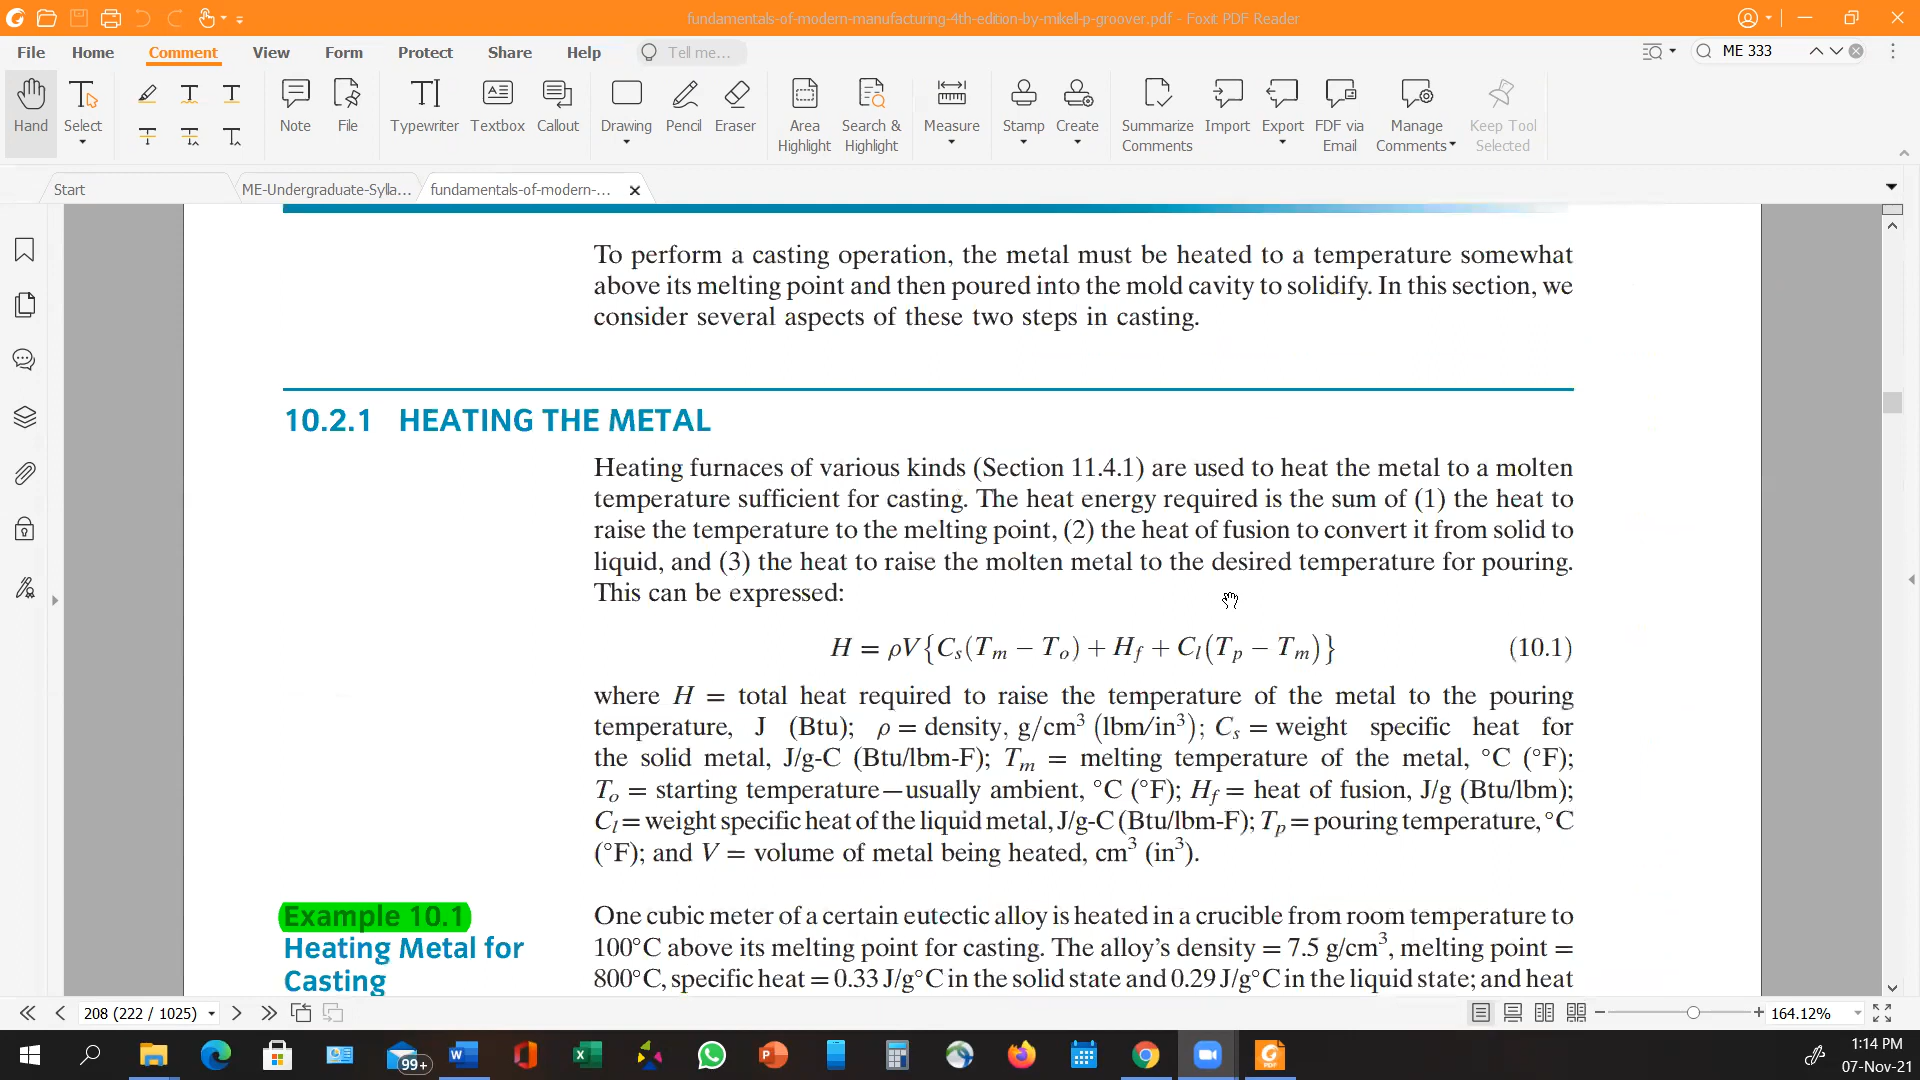 fundamentals-of-modern-manufacturing-4th-edition-by-mikell-p-groover.pdf - Foxit PDF Reader
File Home Comment View Form Protect Share Help Tell me... ME 333
Hand Select Note File Typewriter Textbox Callout Drawing Pencil Eraser Area Highlight Search & Highlight Measure Stamp Create Summarize Comments Import Export FDF via Email Manage Comments Keep Tool Selected
Start ME-Undergraduate-Sylla... fundamentals-of-modern-...
To perform a casting operation, the metal must be heated to a temperature somewhat
above its melting point and then poured into the mold cavity to solidify. In this section, we
consider several aspects of these two steps in casting.
10.2.1 HEATING THE METAL
Heating furnaces of various kinds (Section 11.4.1) are used to heat the metal to a molten
temperature sufficient for casting. The heat energy required is the sum of (1) the heat to
raise the temperature to the melting point, (2) the heat of fusion to convert it from solid to
liquid, and (3) the heat to raise the molten metal to the desired temperature for pouring.
This can be expressed:
H = ρV{Cs(Tm − To) + Hf + Cl(Tp − Tm)} (10.1)
where H = total heat required to raise the temperature of the metal to the pouring
temperature, J (Btu); ρ = density, g/cm³ (lbm/in³); Cs = weight specific heat for
the solid metal, J/g-C (Btu/lbm-F); Tm = melting temperature of the metal, °C (°F);
To = starting temperature—usually ambient, °C (°F); Hf = heat of fusion, J/g (Btu/lbm);
Cl = weight specific heat of the liquid metal, J/g-C (Btu/lbm-F); Tp = pouring temperature, °C
(°F); and V = volume of metal being heated, cm³ (in³).
Example 10.1
Heating Metal for
Casting
One cubic meter of a certain eutectic alloy is heated in a crucible from room temperature to
100°C above its melting point for casting. The alloy's density = 7.5 g/cm³, melting point =
800°C, specific heat = 0.33 J/g°C in the solid state and 0.29 J/g°C in the liquid state; and heat
208 (222 / 1025) 164.12%
99+
1:14 PM
07-Nov-21